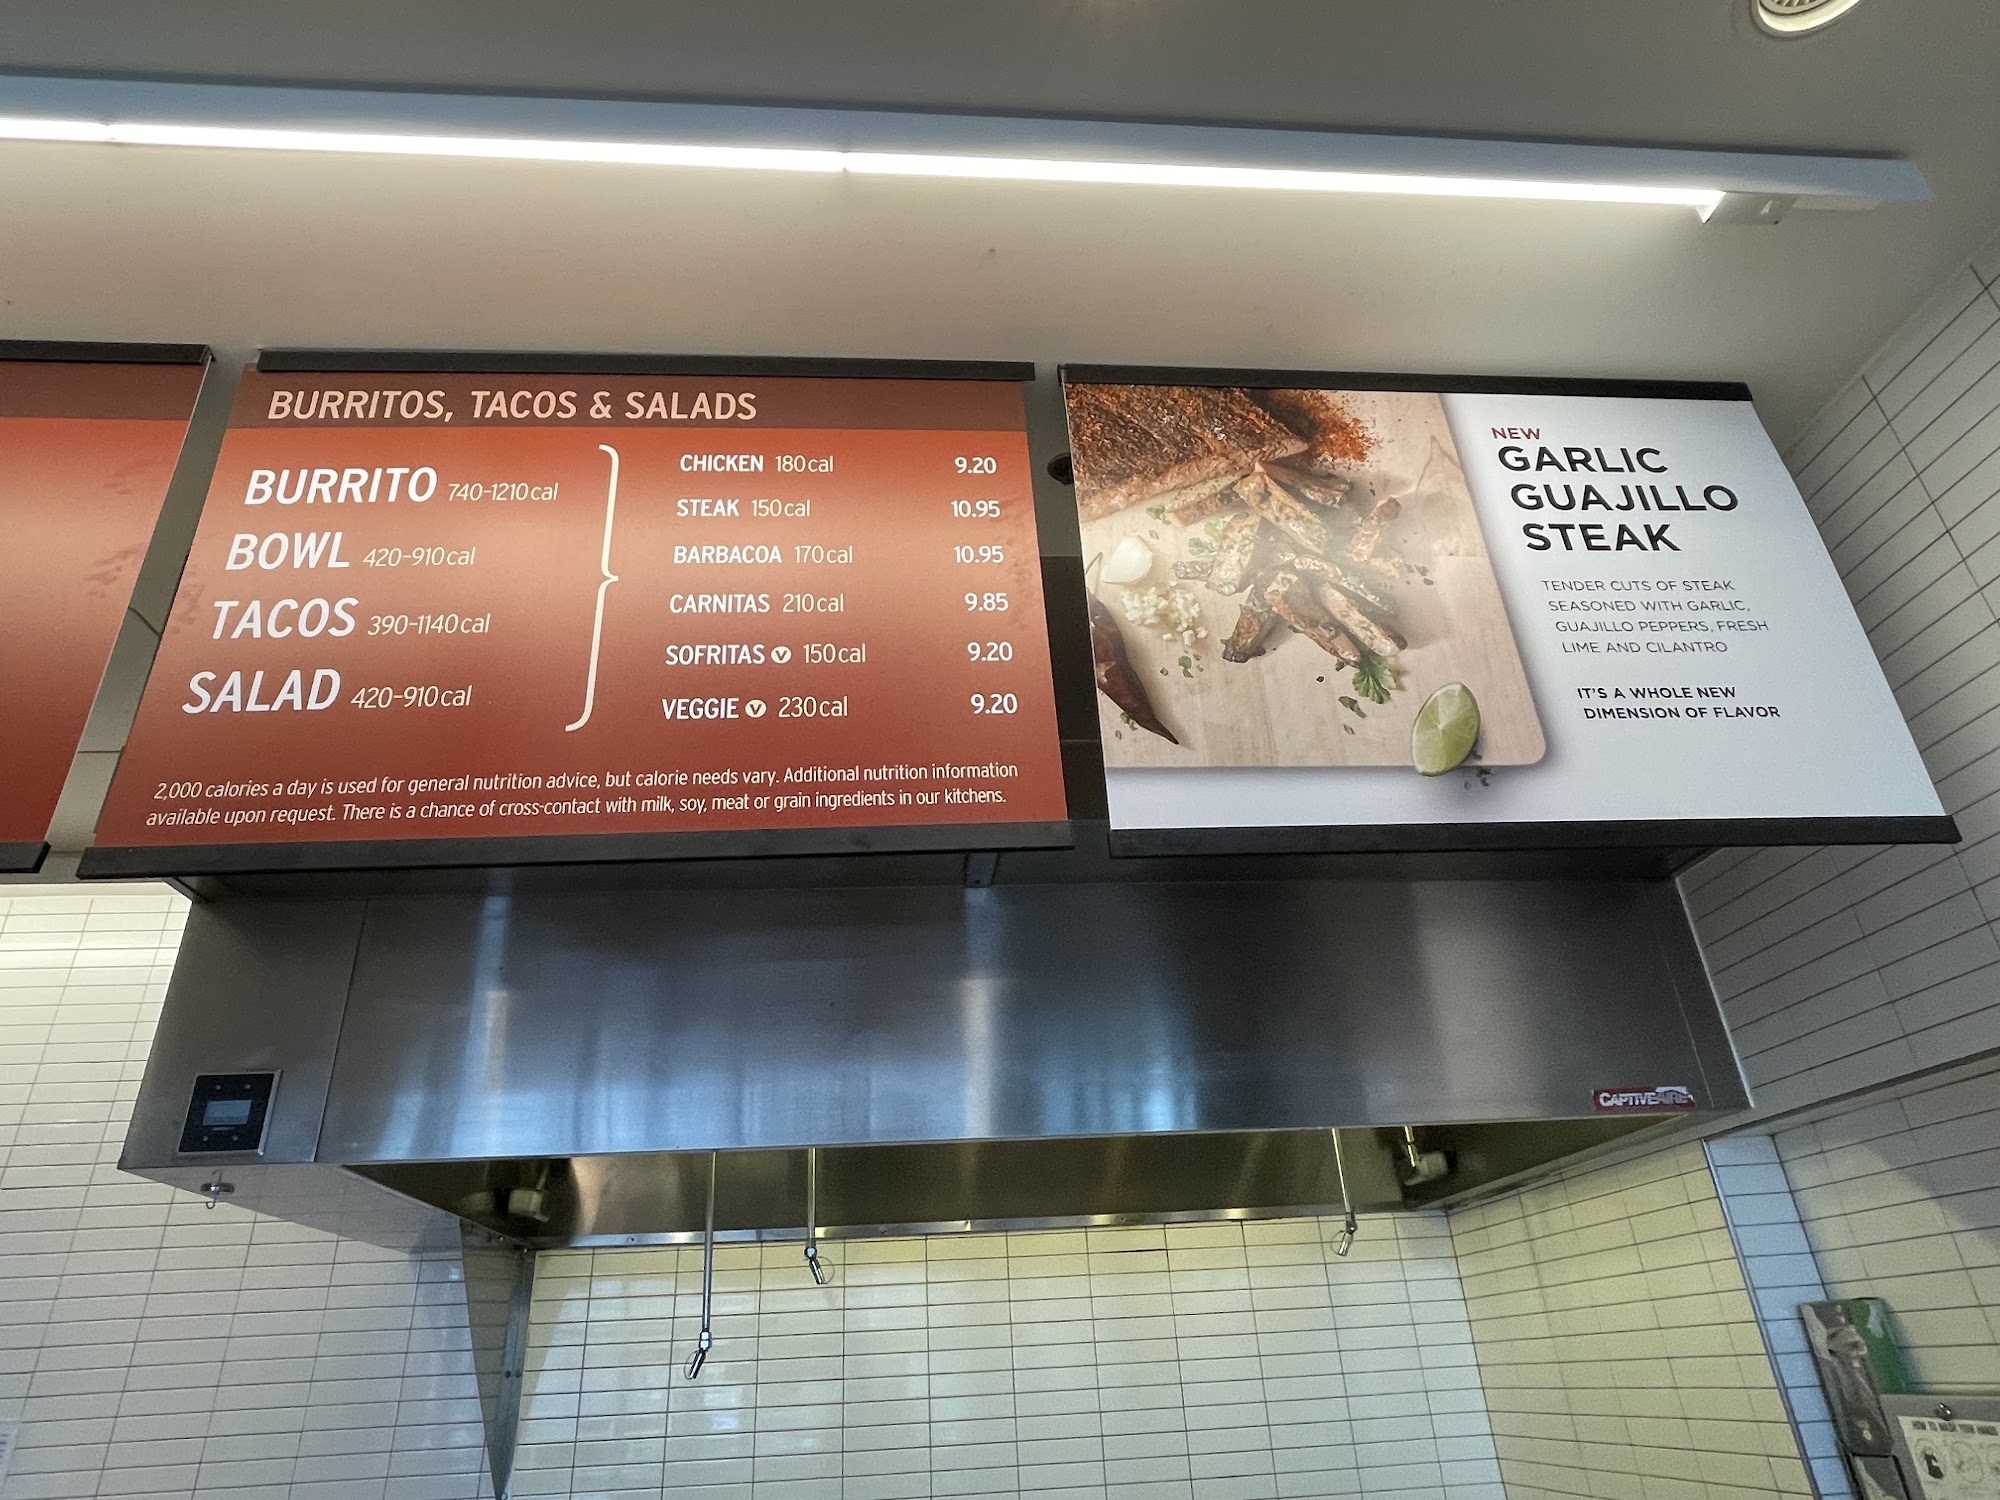 BURRITOS, TACOS & SALADS
BURRITO 740-1210 cal
BOWL 420-910 cal
TACOS 390-1140 cal
SALAD 420-910 cal
CHICKEN 180 cal 9.20
STEAK 150 cal 10.95
BARBACOA 170 cal 10.95
CARNITAS 210 cal 9.85
SOFRITAS V 150 cal 9.20
VEGGIE V 230 cal 9.20
2,000 calories a day is used for general nutrition advice, but calorie needs vary. Additional nutrition information
available upon request. There is a chance of cross-contact with milk, soy, meat or grain ingredients in our kitchens.
NEW
GARLIC
GUAJILLO
STEAK
TENDER CUTS OF STEAK
SEASONED WITH GARLIC,
GUAJILLO PEPPERS, FRESH
LIME AND CILANTRO
IT'S A WHOLE NEW
DIMENSION OF FLAVOR
CAPTIVEAIRE